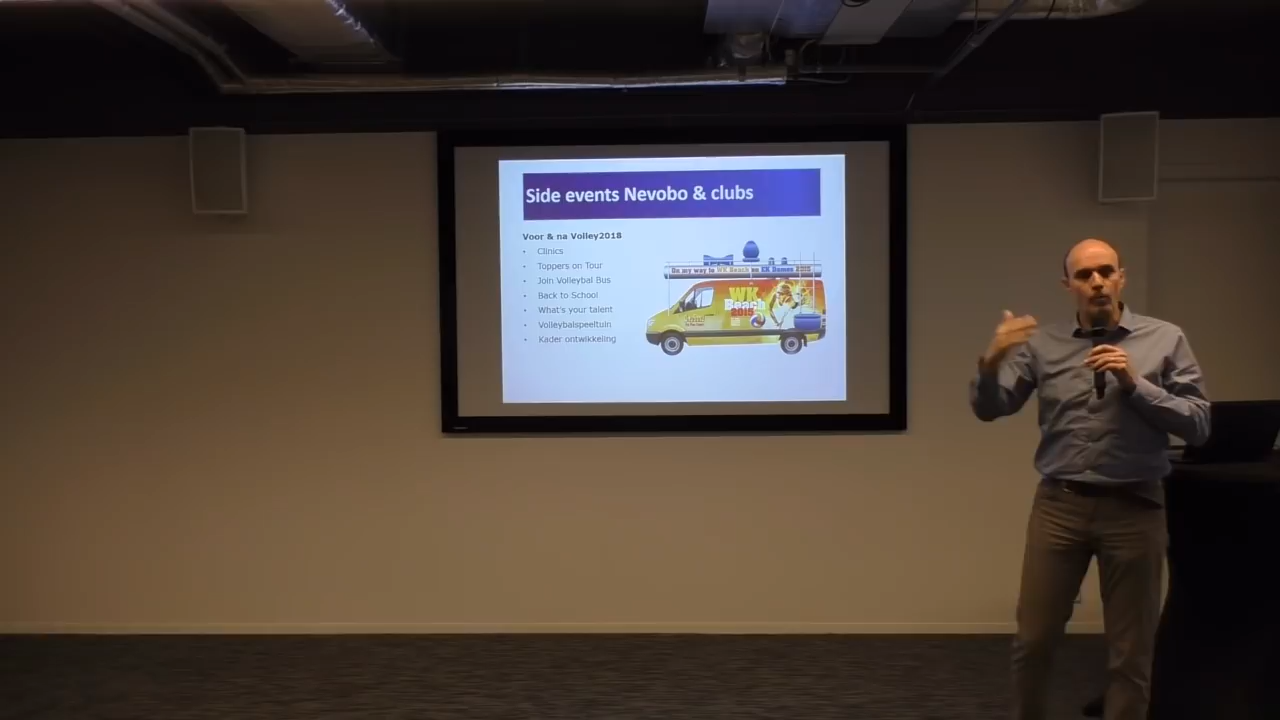 Side events Nevobo & clubs
Voor & na Volley2018
• Clinics
• Toppers on Tour
• Join Volleybal Bus
• Back to School
• What's your talent
• Volleybalspeeltuin
• Kader ontwikkeling
On my way to WK Beach en EK Dames 2015
WK
Beach
2015